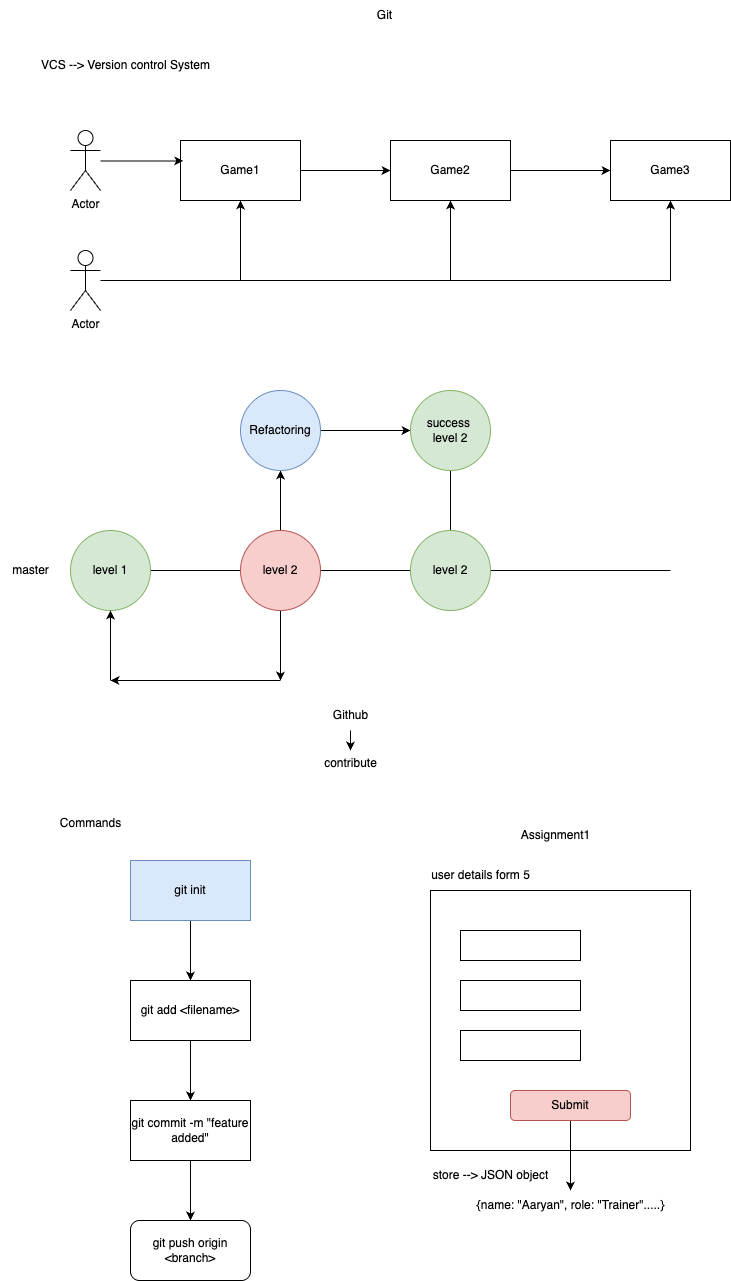 Git
VCS --> Version control System
Actor
Game1
Game2
Game3
Actor
Refactoring
success
level 2
master
level 1
level 2
level 2
Github
contribute
Commands
git init
git add <filename>
git commit -m "feature
added"
git push origin
<branch>
Assignment1
user details form 5
Submit
store --> JSON object
{name: "Aaryan", role: "Trainer".....}